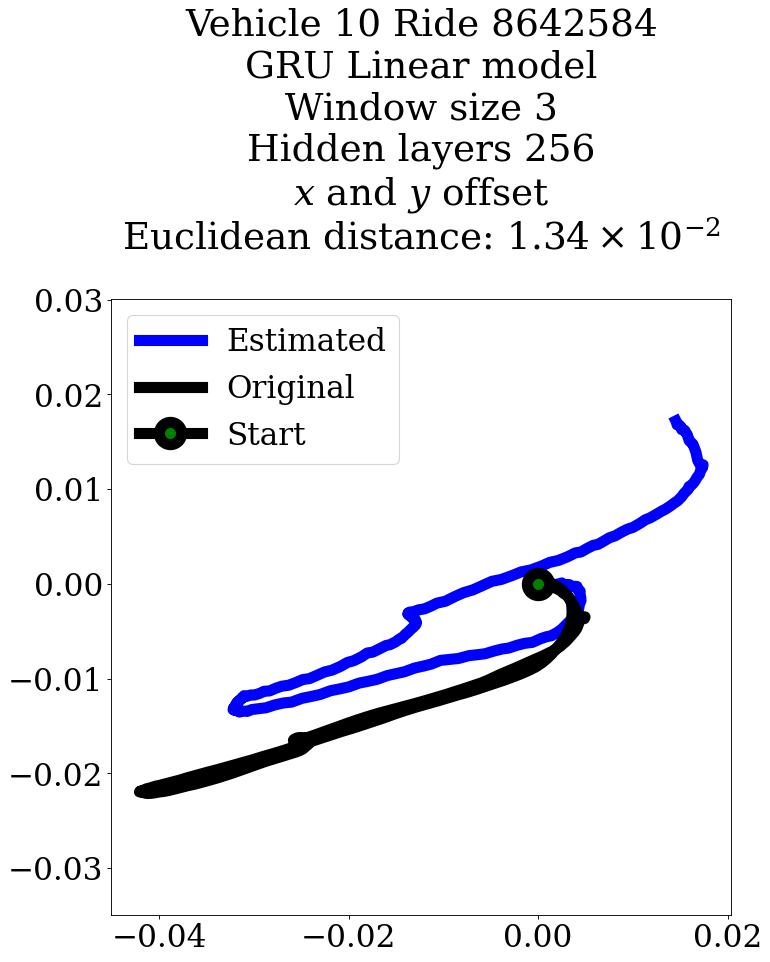 Vehicle 10 Ride 8642584
GRU Linear model
Window size 3
Hidden layers 256
x and y offset
Euclidean distance: 1.34 × 10⁻²
0.03
Estimated
0.02
Original
Start
0.01
0.00
−0.01
−0.02
−0.03
−0.04
−0.02
0.00
0.02